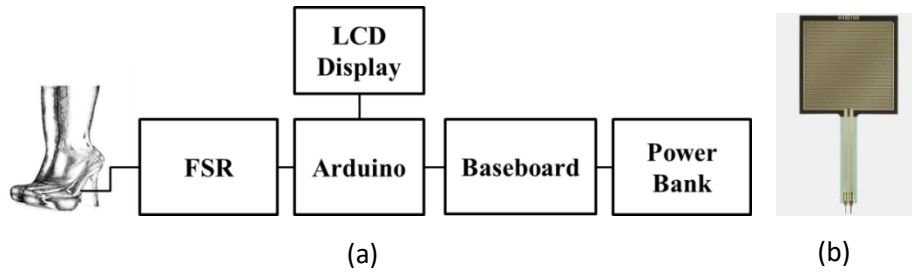 LCD
Display
FSR
Arduino
Baseboard
Power
Bank
(a)
(b)